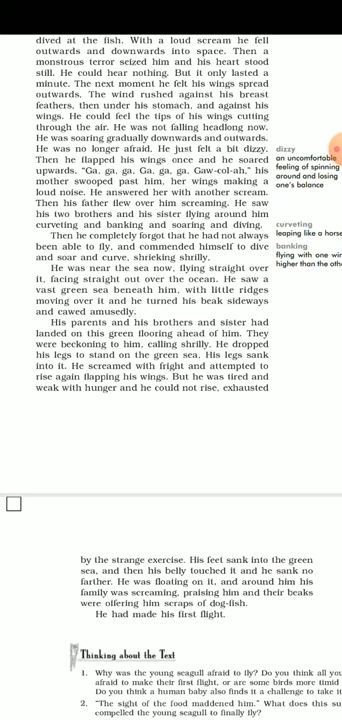 dived at the fish. With a loud scream he fell
outwards and downwards into space. Then a
monstrous terror seized him and his heart stood
still. He could hear nothing. But it only lasted a
minute. The next moment he felt his wings spread
outwards. The wind rushed against his breast
feathers, then under his stomach, and against his
wings. He could feel the tips of his wings cutting
through the air. He was not falling headlong now.
He was soaring gradually downwards and outwards.
He was no longer afraid. He just felt a bit dizzy.
Then he flapped his wings once and he soared
upwards. “Ga, ga, ga, Ga, ga, ga, Gaw-col-ah,” his
mother swooped past him, her wings making a
loud noise. He answered her with another scream.
Then his father flew over him screaming. He saw
his two brothers and his sister flying around him
curveting and banking and soaring and diving.
Then he completely forgot that he had not always
been able to fly, and commended himself to dive
and soar and curve, shrieking shrilly.
He was near the sea now, flying straight over
it, facing straight out over the ocean. He saw a
vast green sea beneath him, with little ridges
moving over it and he turned his beak sideways
and cawed amusedly.
His parents and his brothers and sister had
landed on this green flooring ahead of him. They
were beckoning to him, calling shrilly. He dropped
his legs to stand on the green sea. His legs sank
into it. He screamed with fright and attempted to
rise again flapping his wings. But he was tired and
weak with hunger and he could not rise, exhausted
dizzy
an uncomfortable
feeling of spinning
around and losing
one's balance
curveting
leaping like a horse
banking
flying with one
higher than the
by the strange exercise. His feet sank into the green
sea, and then his belly touched it and he sank no
farther. He was floating on it, and around him his
family was screaming, praising him and their beaks
were offering him scraps of dog-fish.
He had made his first flight.
Thinking about the Text
1. Why was the young seagull afraid to fly? Do you think all
afraid to make their first flight, or are some birds more timid
Do you think a human baby also finds it a challenge to take
2. “The sight of the food maddened him.” What does this
compelled the young seagull to finally fly?